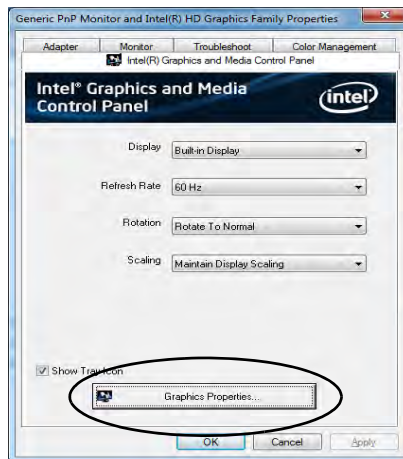 Generic PnP Monitor and Intel(R) HD Graphics Family Properties
Adapter Monitor Troubleshoot Color Management
Intel(R) Graphics and Media Control Panel
Intel® Graphics and Media
Control Panel
intel
Display Built-in Display
Refresh Rate 60 Hz
Rotation Rotate To Normal
Scaling Maintain Display Scaling
Show Tray Icon
Graphics Properties...
OK Cancel Apply